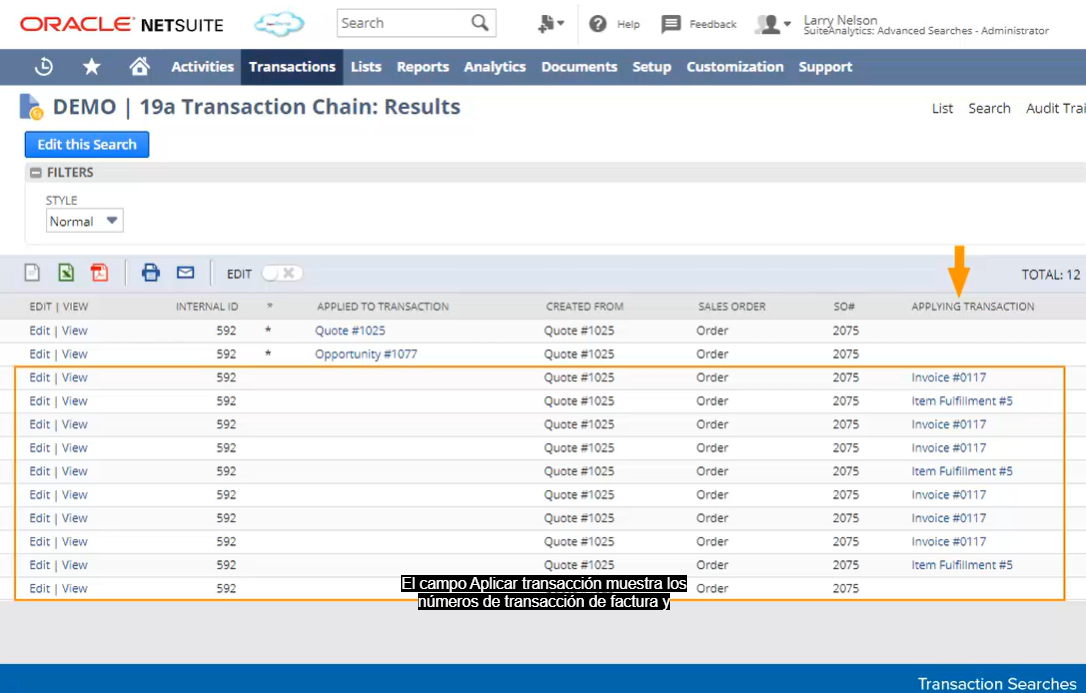 ORACLE NETSUITE
Search
Help
Feedback
Larry Nelson
SuiteAnalytics: Advanced Searches - Administrator
Activities Transactions Lists Reports Analytics Documents Setup Customization Support
DEMO | 19a Transaction Chain: Results
List Search Audit Trai
Edit this Search
FILTERS
STYLE
Normal
EDIT
TOTAL: 12
EDIT | VIEW INTERNAL ID * APPLIED TO TRANSACTION CREATED FROM SALES ORDER SO# APPLYING TRANSACTION
Edit | View 592 * Quote #1025 Quote #1025 Order 2075
Edit | View 592 * Opportunity #1077 Quote #1025 Order 2075
Edit | View 592 Quote #1025 Order 2075 Invoice #0117
Edit | View 592 Quote #1025 Order 2075 Item Fulfillment #5
Edit | View 592 Quote #1025 Order 2075 Invoice #0117
Edit | View 592 Quote #1025 Order 2075 Invoice #0117
Edit | View 592 Quote #1025 Order 2075 Item Fulfillment #5
Edit | View 592 Quote #1025 Order 2075 Invoice #0117
Edit | View 592 Quote #1025 Order 2075 Invoice #0117
Edit | View 592 Quote #1025 Order 2075 Invoice #0117
Edit | View 592 Quote #1025 Order 2075 Item Fulfillment #5
Edit | View 592 Order 2075
El campo Aplicar transacción muestra los
números de transacción de factura y
Transaction Searches